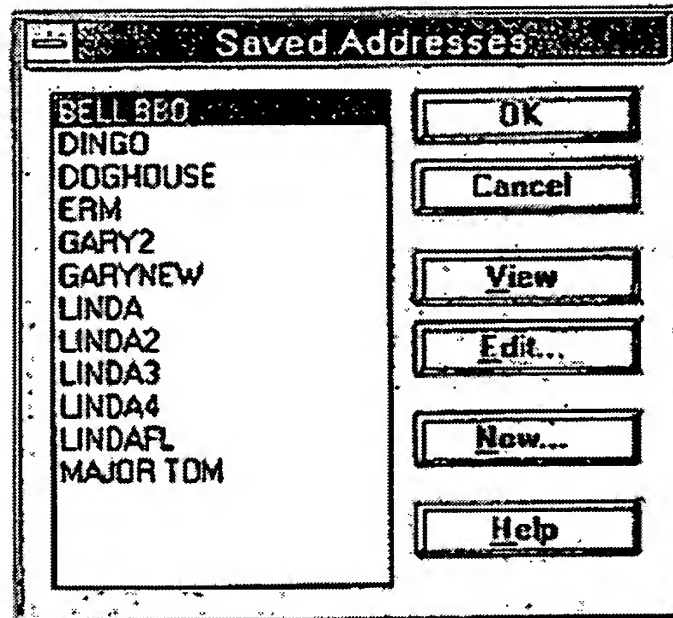 Saved Addresses
BELL BBQ
DINGO
DOGHOUSE
ERM
GARY2
GARYNEW
LINDA
LINDA2
LINDA3
LINDA4
LINDAFL
MAJOR TOM
OK
Cancel
View
Edit...
New...
Help